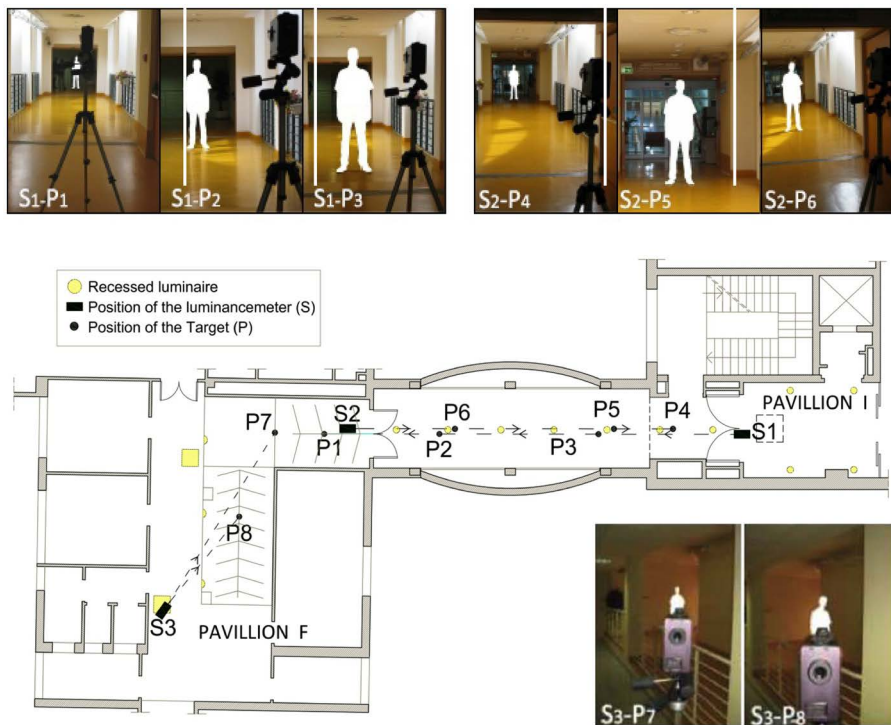 S1-P1
S1-P2
S1-P3
S2-P4
S2-P5
S2-P6
Recessed luminaire
Position of the luminancemeter (S)
Position of the Target (P)
P7
P1
S2
P6
P2
P5
P3
P4
S1
PAVILLION I
P8
S3
PAVILLION F
S3-P7
S3-P8